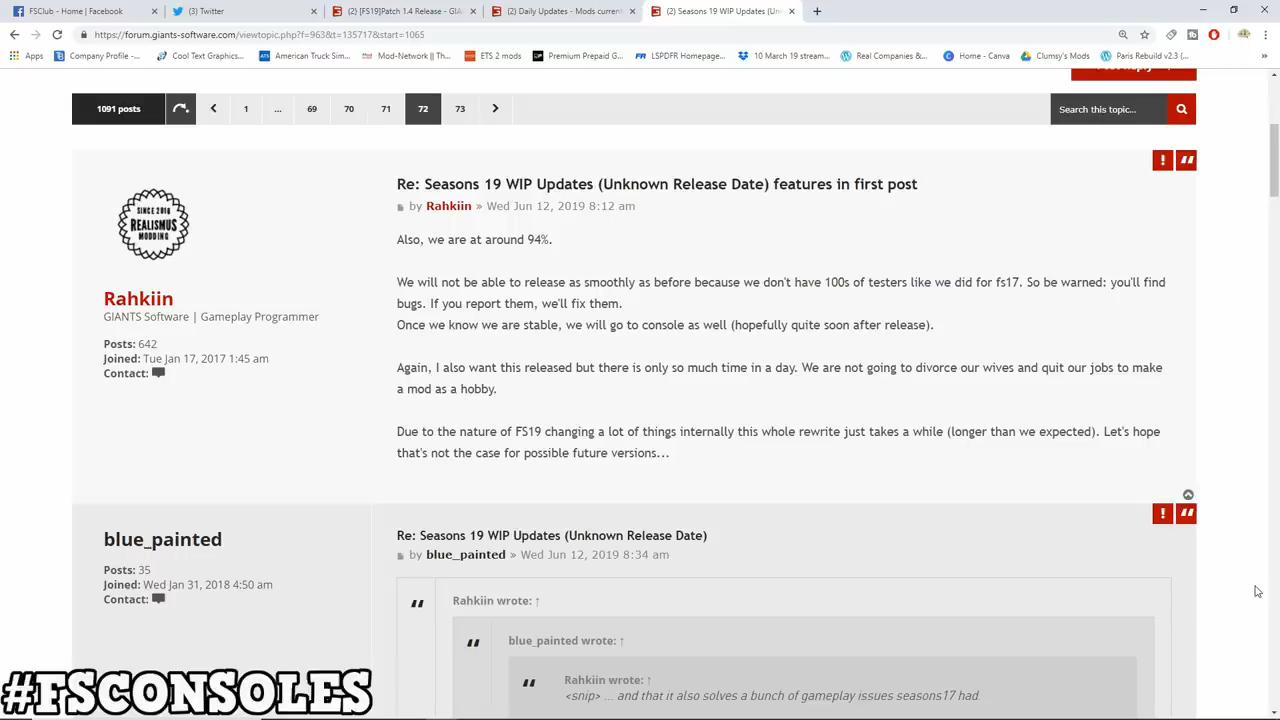 FSClub - Home | Facebook
(2) Twitter
(2) [FS19]Patch 1.4 Release - GIA
(2) Daily Updates - Mods current
(2) Seasons 19 WIP Updates (Un
https://forum.giants-software.com/viewtopic.php?f=963&t=135717&start=1065
Apps
Company Profile -...
Cool Text Graphics...
American Truck Sim...
Mod-Network || Th...
ETS 2 mods
Premium Prepaid G...
LSPDFR Homepage...
10 March 19 stream...
Real Companies &...
Home - Canva
Clumsy's Mods
Paris Rebuild v2.3 (...
1091 posts
1 ... 69 70 71 72 73
Search this topic...
Re: Seasons 19 WIP Updates (Unknown Release Date) features in first post
by Rahkiin » Wed Jun 12, 2019 8:12 am
SINCE 2016
REALISMUS
MODDING
Rahkiin
GIANTS Software | Gameplay Programmer
Posts: 642
Joined: Tue Jan 17, 2017 1:45 am
Contact:
Also, we are at around 94%.
We will not be able to release as smoothly as before because we don't have 100s of testers like we did for fs17. So be warned: you'll find
bugs. If you report them, we'll fix them.
Once we know we are stable, we will go to console as well (hopefully quite soon after release).
Again, I also want this released but there is only so much time in a day. We are not going to divorce our wives and quit our jobs to make
a mod as a hobby.
Due to the nature of FS19 changing a lot of things internally this whole rewrite just takes a while (longer than we expected). Let's hope
that's not the case for possible future versions...
blue_painted
Posts: 35
Joined: Wed Jan 31, 2018 4:50 am
Contact:
Re: Seasons 19 WIP Updates (Unknown Release Date)
by blue_painted » Wed Jun 12, 2019 8:34 am
Rahkiin wrote: ↑
blue_painted wrote: ↑
Rahkiin wrote: ↑
<snip> ... and that it also solves a bunch of gameplay issues seasons17 had.
#FSCONSOLES